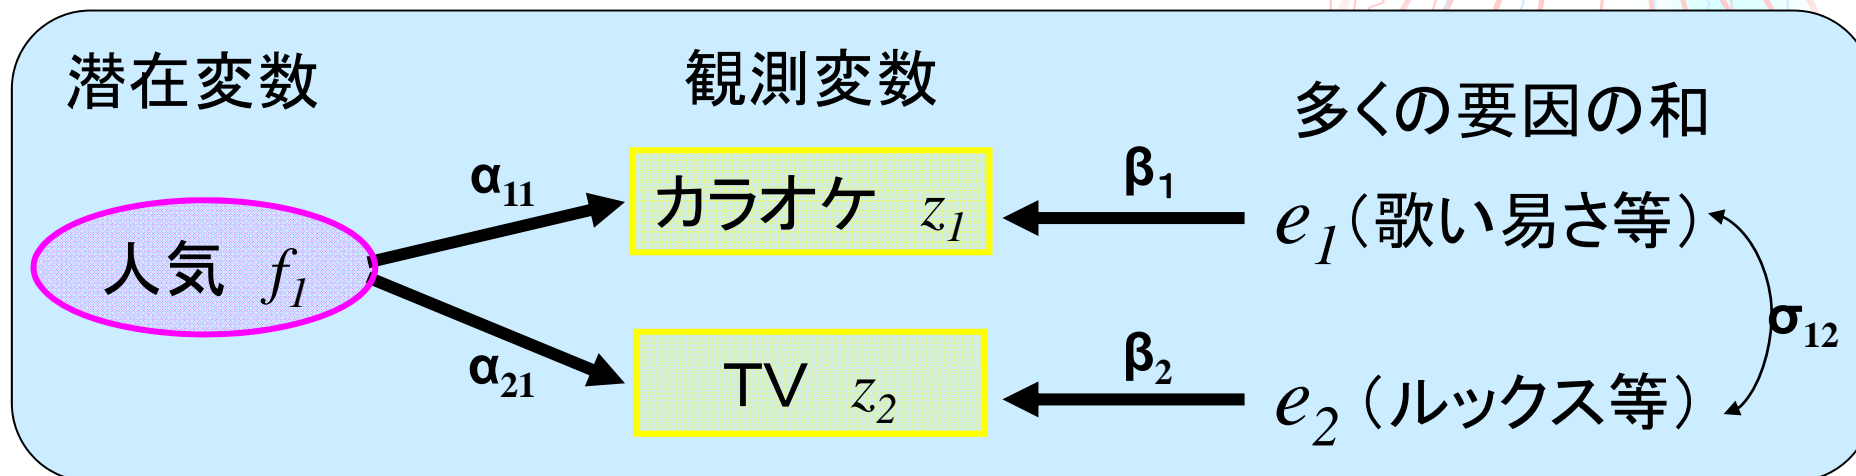 潜在変数
観測変数
多くの要因の和
人気 f₁
α₁₁
α₂₁
カラオケ z₁
TV z₂
β₁
β₂
e₁(歌い易さ等)
e₂(ルックス等)
σ₁₂